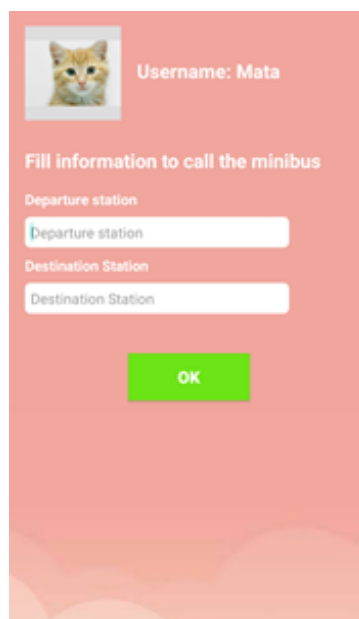 Username: Mata
Fill information to call the minibus
Departure station
Departure station
Destination Station
Destination Station
OK